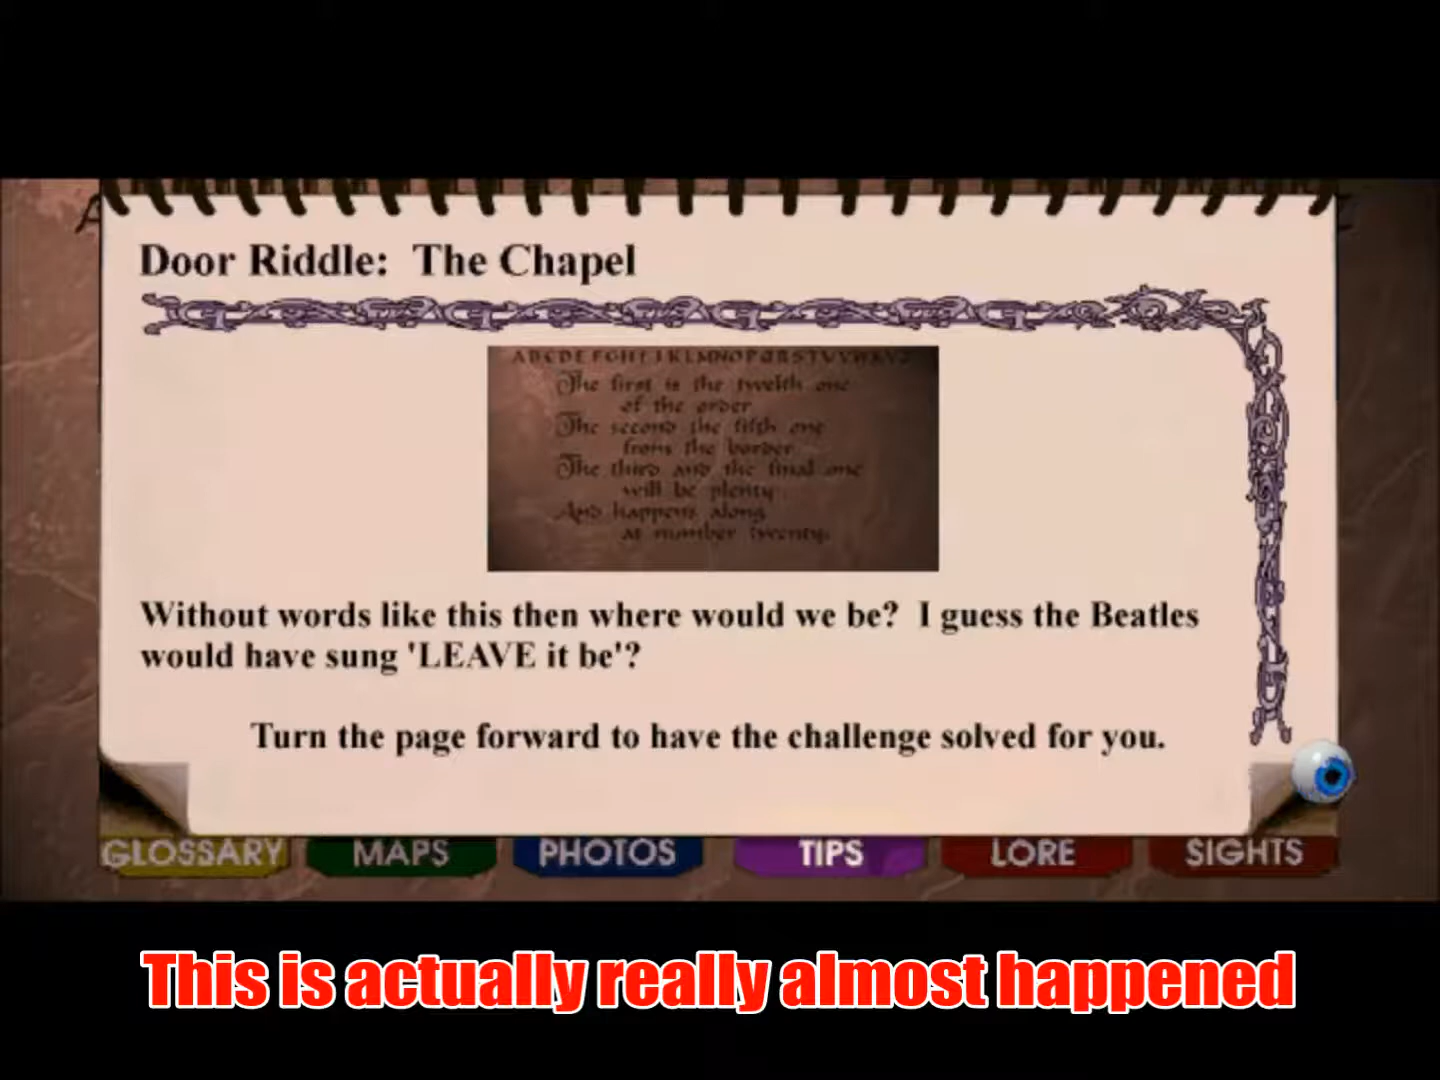 Door Riddle: The Chapel
A B C D E F G H I J K L M N O P Q R S T U V W X Y Z
The first is the twelth one
of the order
The second the fifth one
from the border
The third and the final one
will be plenty
And happens along
at number twenty.
Without words like this then where would we be? I guess the Beatles
would have sung 'LEAVE it be'?
Turn the page forward to have the challenge solved for you.
GLOSSARY MAPS PHOTOS TIPS LORE SIGHTS
This is actually really almost happened